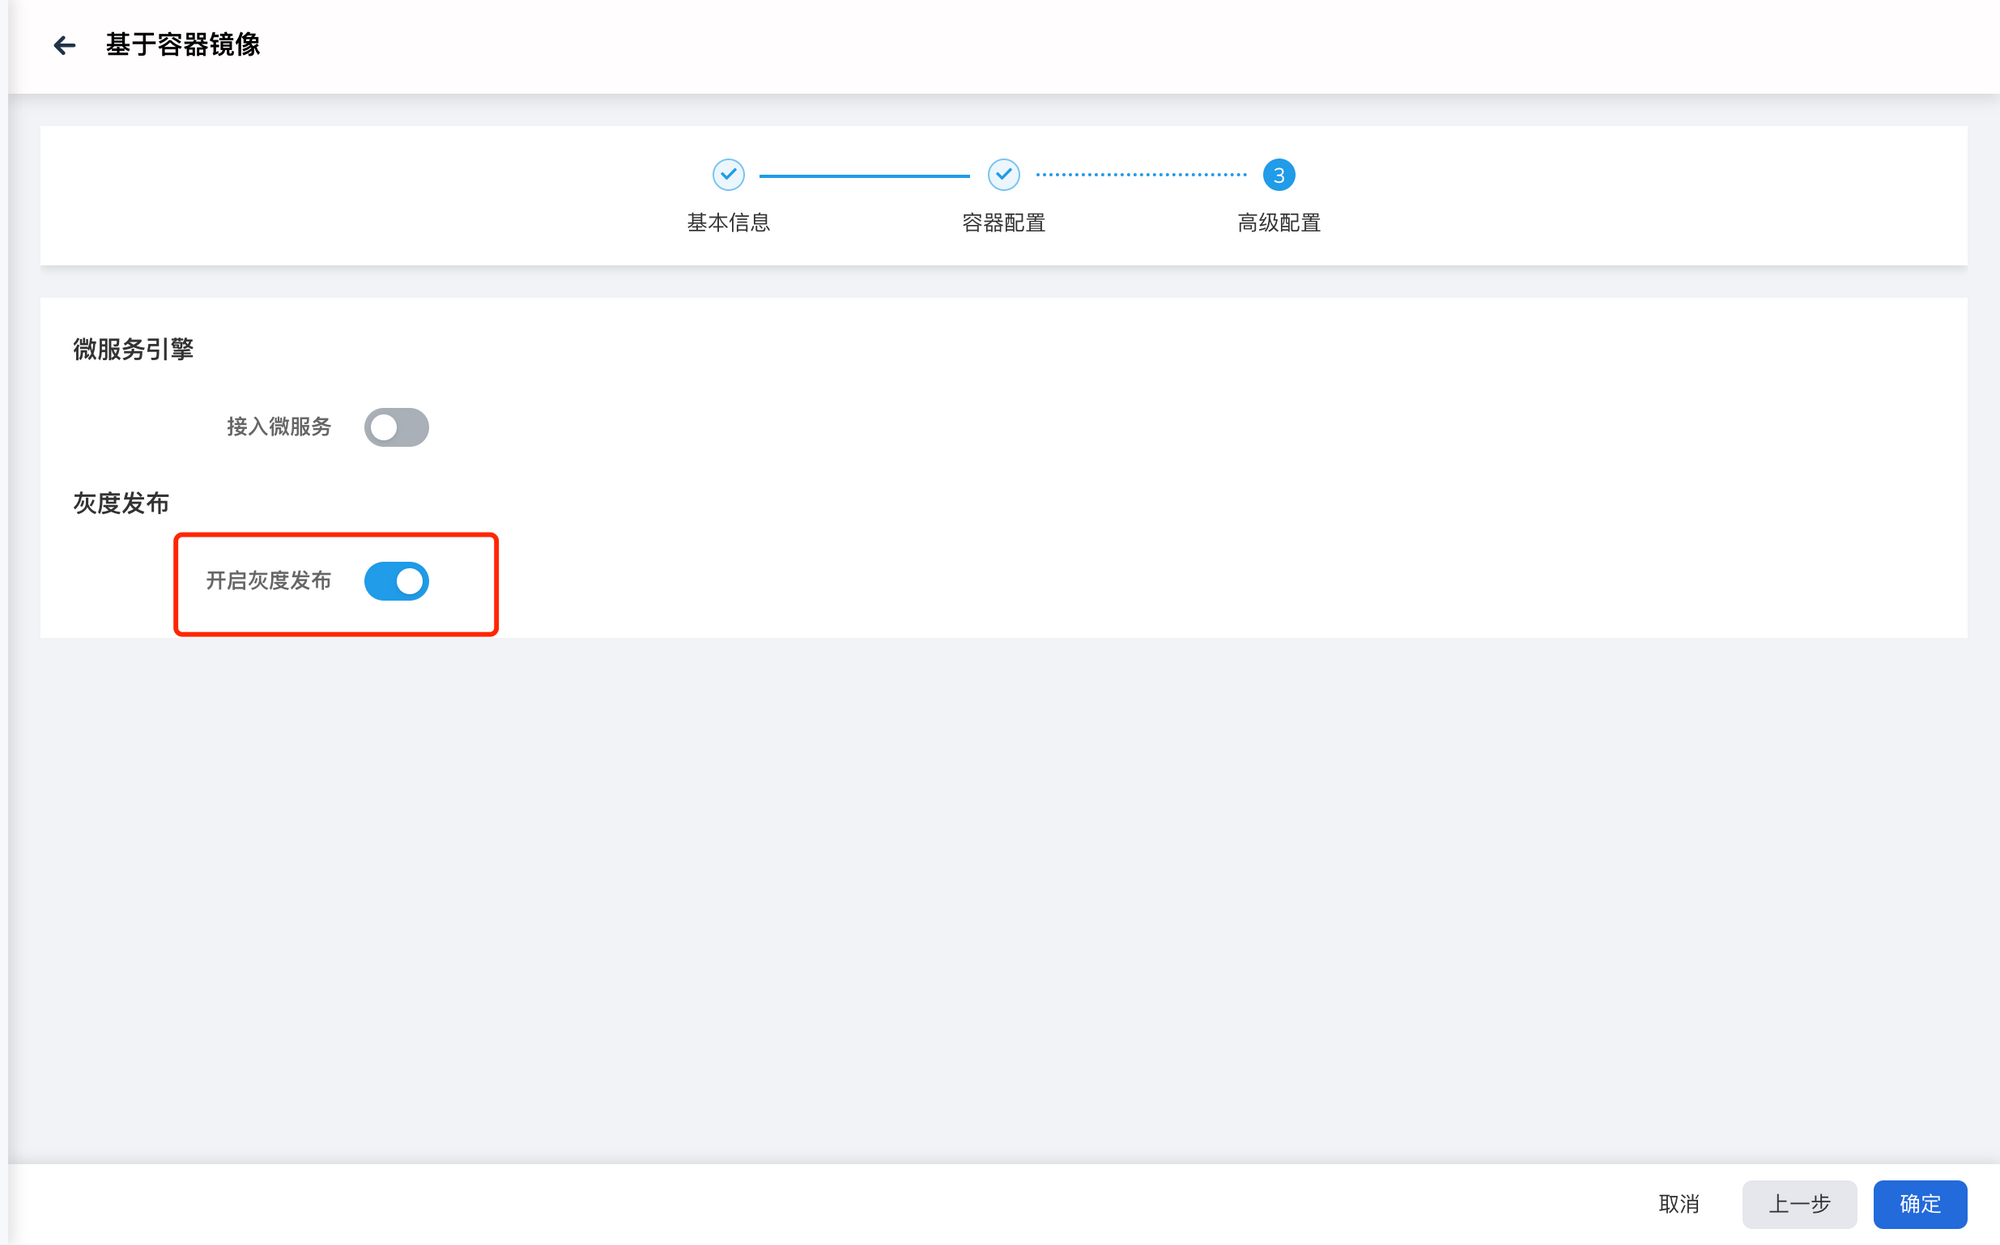 基于容器镜像
3
基本信息
容器配置
高级配置
微服务引擎
接入微服务
灰度发布
开启灰度发布
取消
上一步
确定